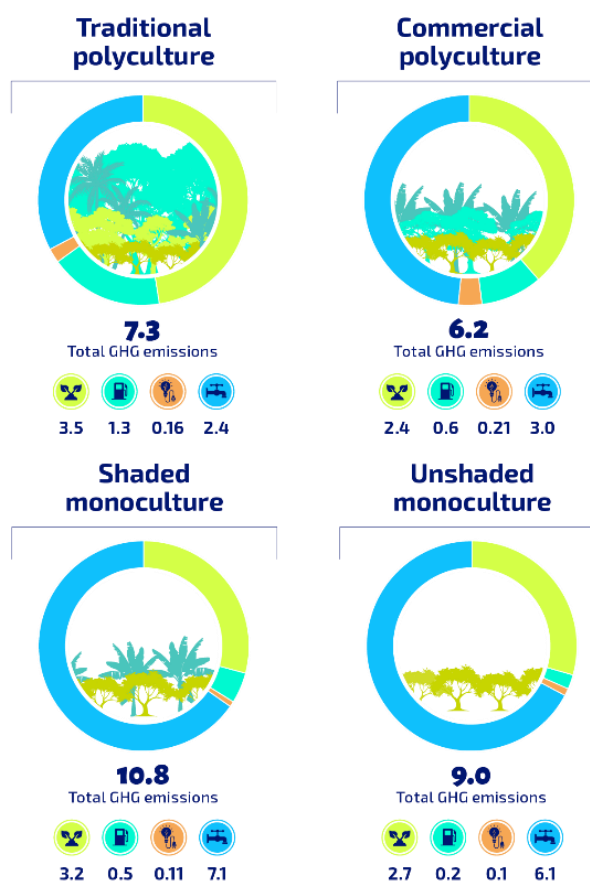 Traditional
polyculture
Commercial
polyculture
7.3
Total GHG emissions
3.5 1.3 0.16 2.4
6.2
Total GHG emissions
2.4 0.6 0.21 3.0
Shaded
monoculture
Unshaded
monoculture
10.8
Total GHG emissions
3.2 0.5 0.11 7.1
9.0
Total GHG emissions
2.7 0.2 0.1 6.1